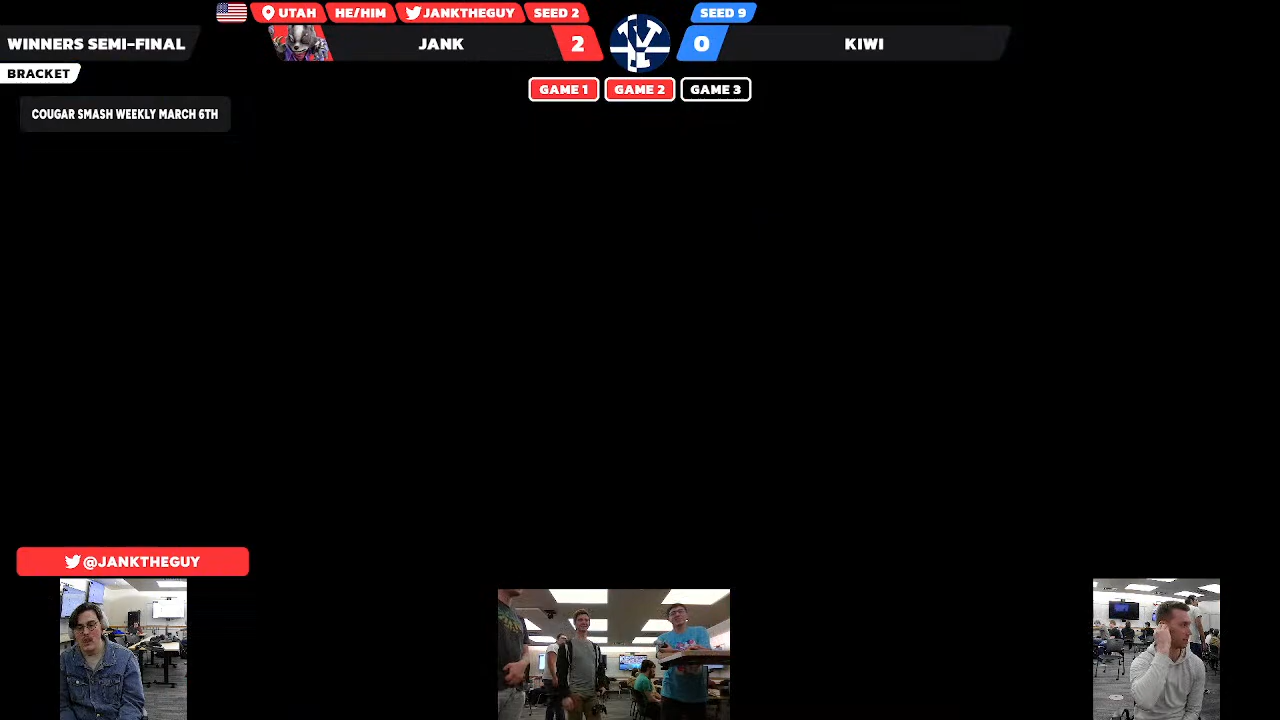 UTAH
HE/HIM
JANKTHEGUY
SEED 2
SEED 9
WINNERS SEMI-FINAL
JANK
2
0
KIWI
BRACKET
GAME 1
GAME 2
GAME 3
COUGAR SMASH WEEKLY MARCH 6TH
@JANKTHEGUY